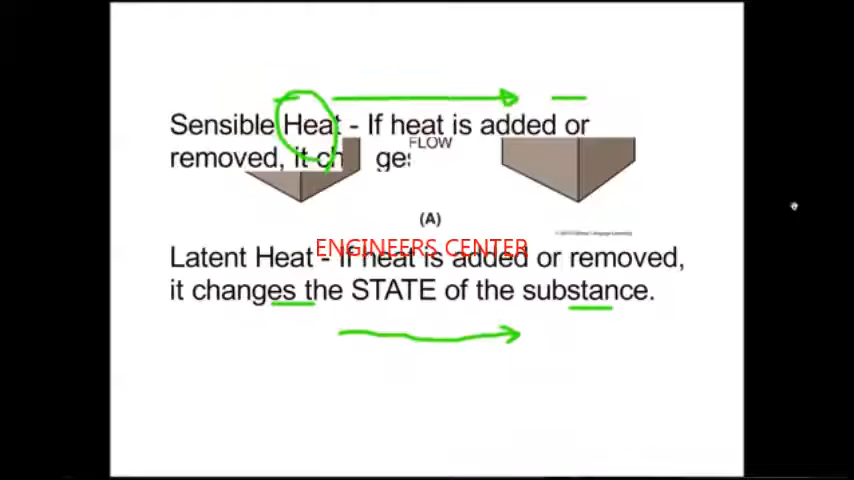 Sensible Heat - If heat is added or
removed, it ch ges
FLOW
(A)
ENGINEERS CENTER
Latent Heat - If heat is added or removed,
it changes the STATE of the substance.